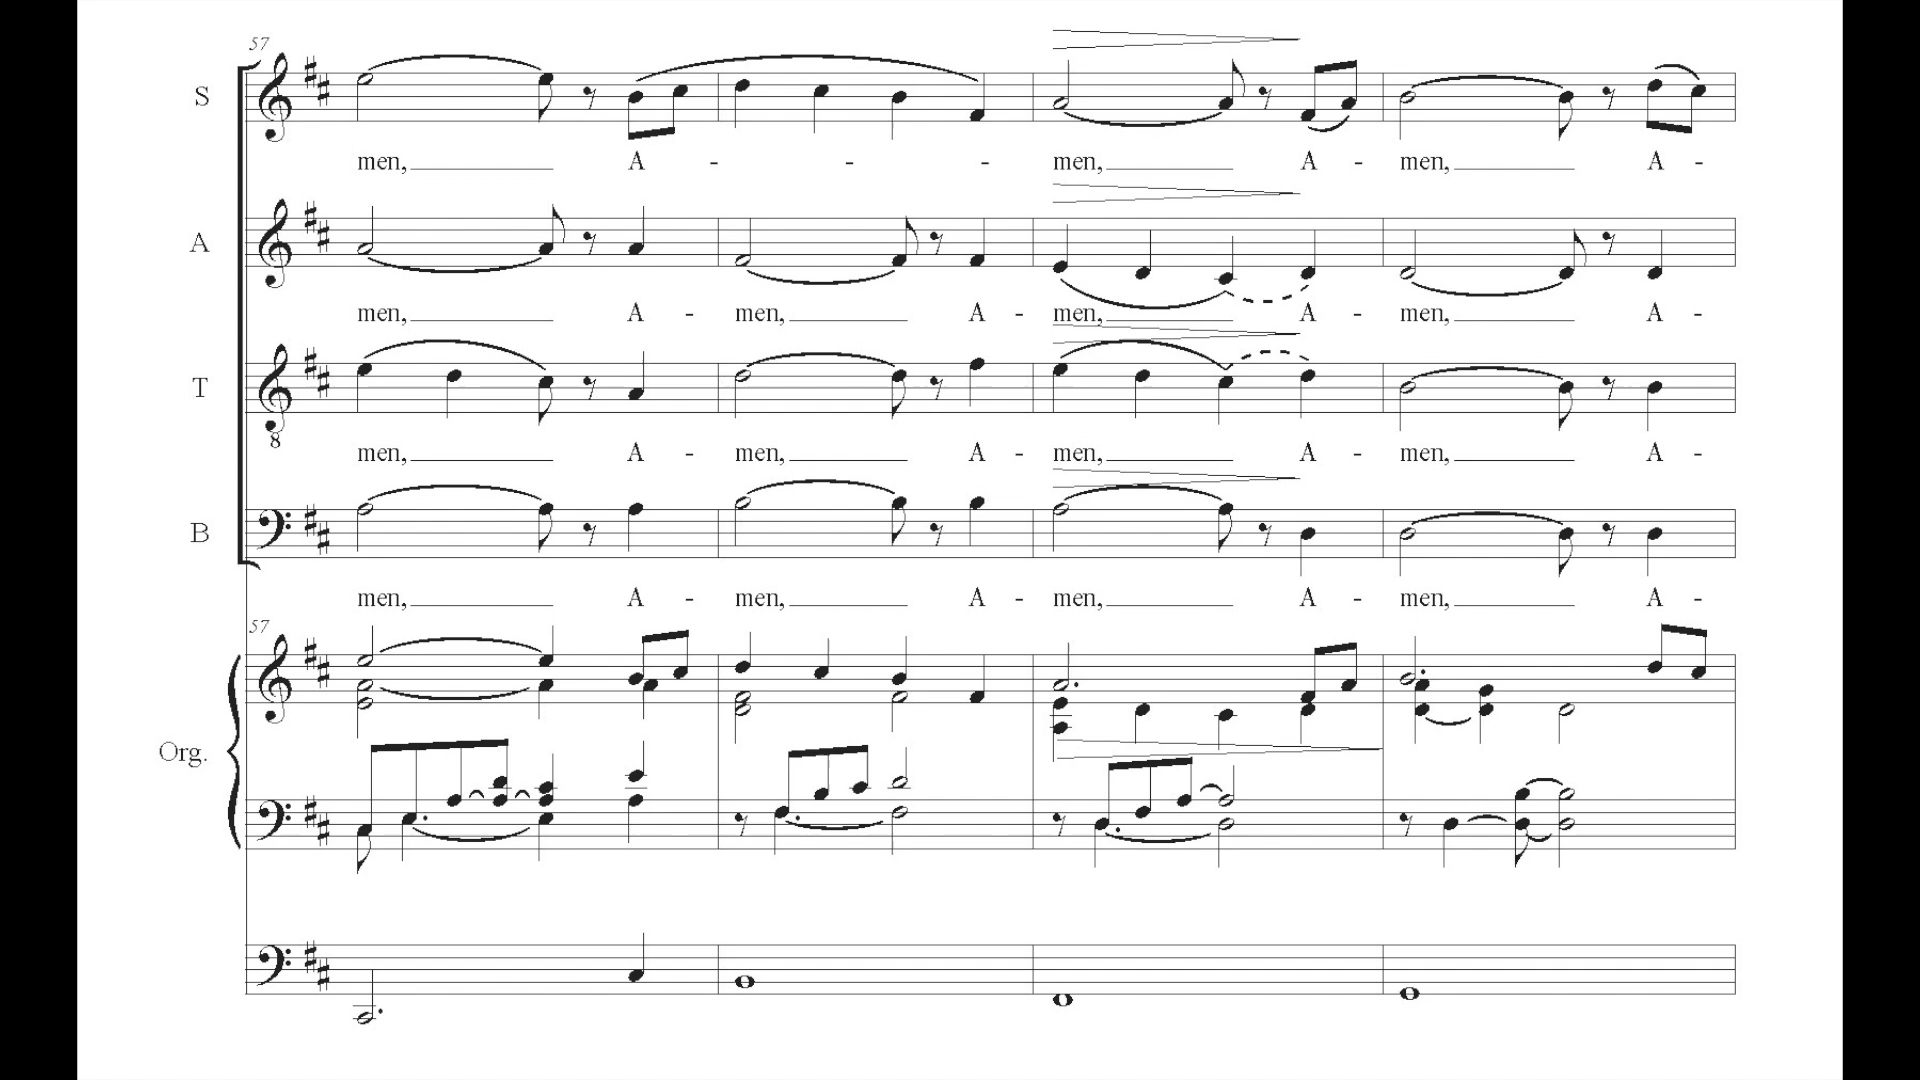 57
S
men, A - - - men, A - men, A -
A
men, A - men, A - men, A - men, A -
T
8
men, A - men, A - men, A - men, A -
B
men, A - men, A - men, A - men, A -
57
Org.